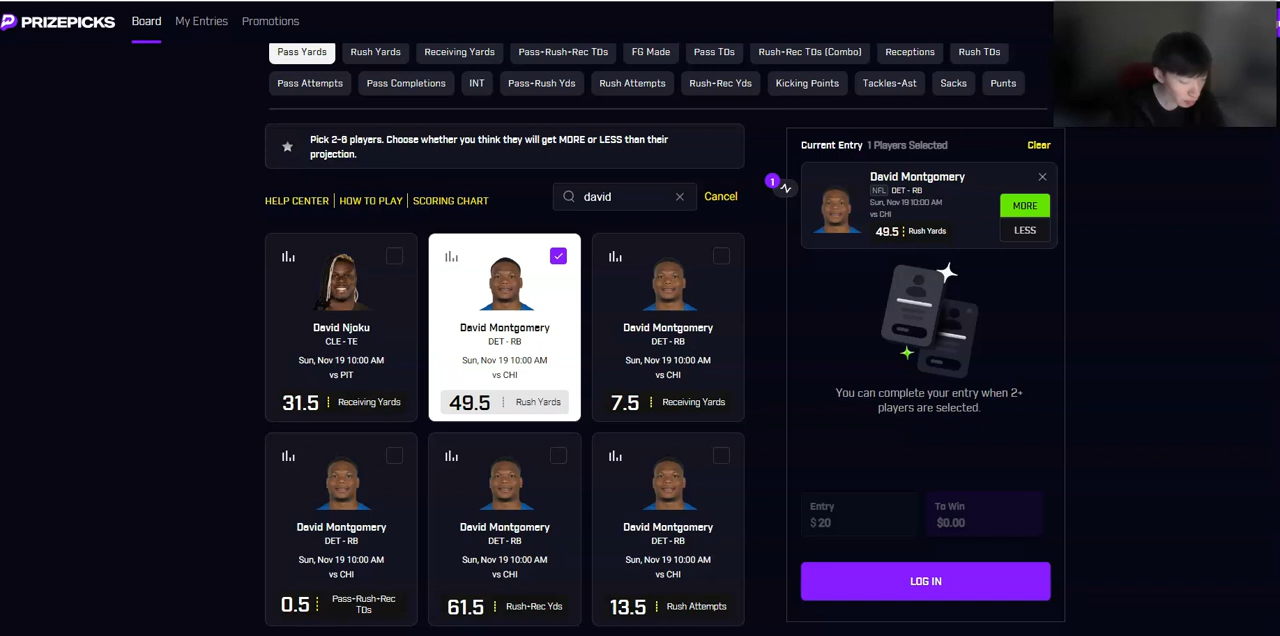 PRIZEPICKS Board My Entries Promotions
Pass Yards Rush Yards Receiving Yards Pass-Rush-Rec TDs FG Made Pass TDs Rush-Rec TDs (Combo) Receptions Rush TDs
Pass Attempts Pass Completions INT Pass-Rush Yds Rush Attempts Rush-Rec Yds Kicking Points Tackles-Ast Sacks Punts
Pick 2-6 players. Choose whether you think they will get MORE or LESS than their
projection.
HELP CENTER HOW TO PLAY SCORING CHART
david Cancel
David Njoku
CLE - TE
Sun, Nov 19 10:00 AM
vs PIT
31.5 Receiving Yards
David Montgomery
DET - RB
Sun, Nov 19 10:00 AM
vs CHI
49.5 Rush Yards
David Montgomery
DET - RB
Sun, Nov 19 10:00 AM
vs CHI
7.5 Receiving Yards
David Montgomery
DET - RB
Sun, Nov 19 10:00 AM
vs CHI
0.5 Pass-Rush-Rec
TDs
David Montgomery
DET - RB
Sun, Nov 19 10:00 AM
vs CHI
61.5 Rush-Rec Yds
David Montgomery
DET - RB
Sun, Nov 19 10:00 AM
vs CHI
13.5 Rush Attempts
Current Entry 1 Players Selected Clear
1
David Montgomery
NFL DET - RB
Sun, Nov 19 10:00 AM
vs CHI
49.5 Rush Yards
MORE
LESS
You can complete your entry when 2+
players are selected.
Entry
$ 20
To Win
$0.00
LOG IN